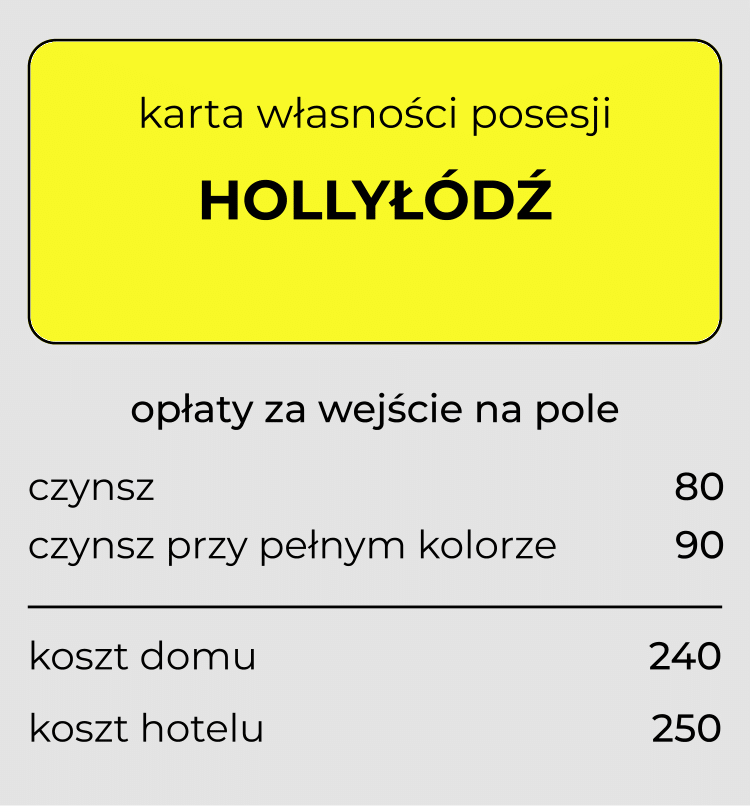 karta własności posesji
HOLLYŁÓDŹ
opłaty za wejście na pole
czynsz 80
czynsz przy pełnym kolorze 90
koszt domu 240
koszt hotelu 250